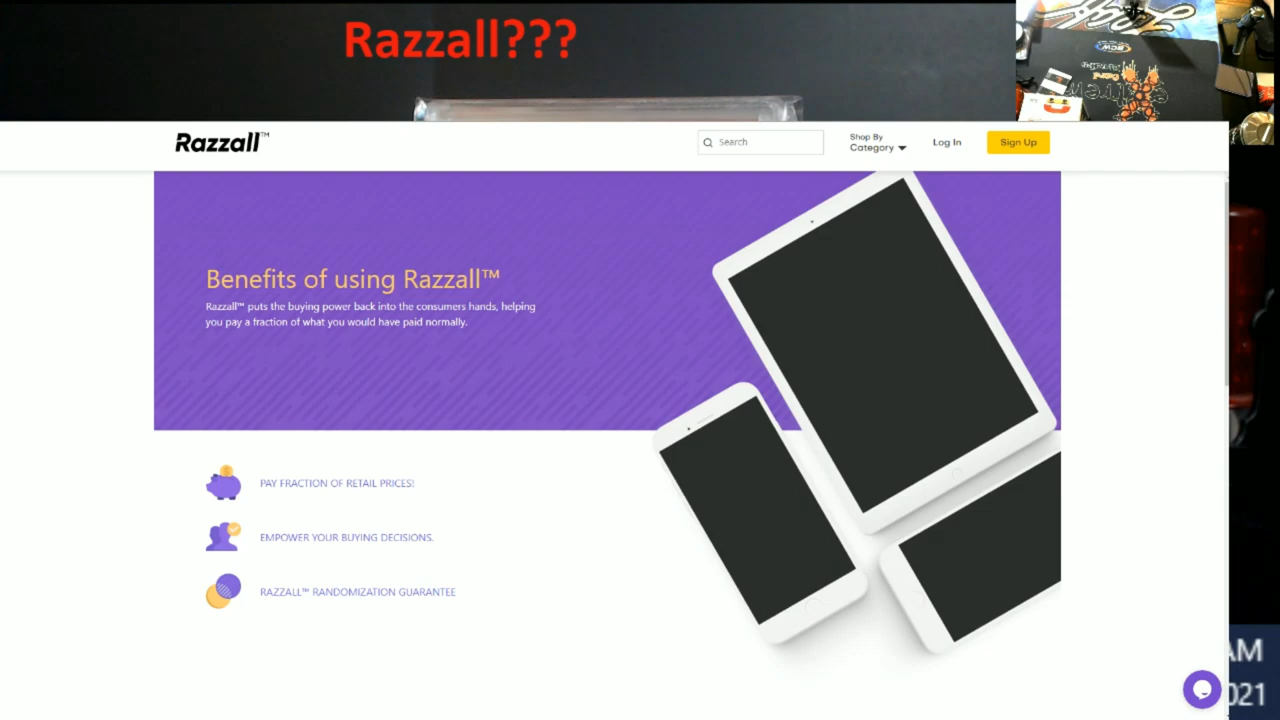 Razzall???
BCW
Razzall™
Search
Shop By
Category
Log In
Sign Up
Benefits of using Razzall™
Razzall™ puts the buying power back into the consumers hands, helping
you pay a fraction of what you would have paid normally.
PAY FRACTION OF RETAIL PRICES!
EMPOWER YOUR BUYING DECISIONS.
RAZZALL™ RANDOMIZATION GUARANTEE
AM
021